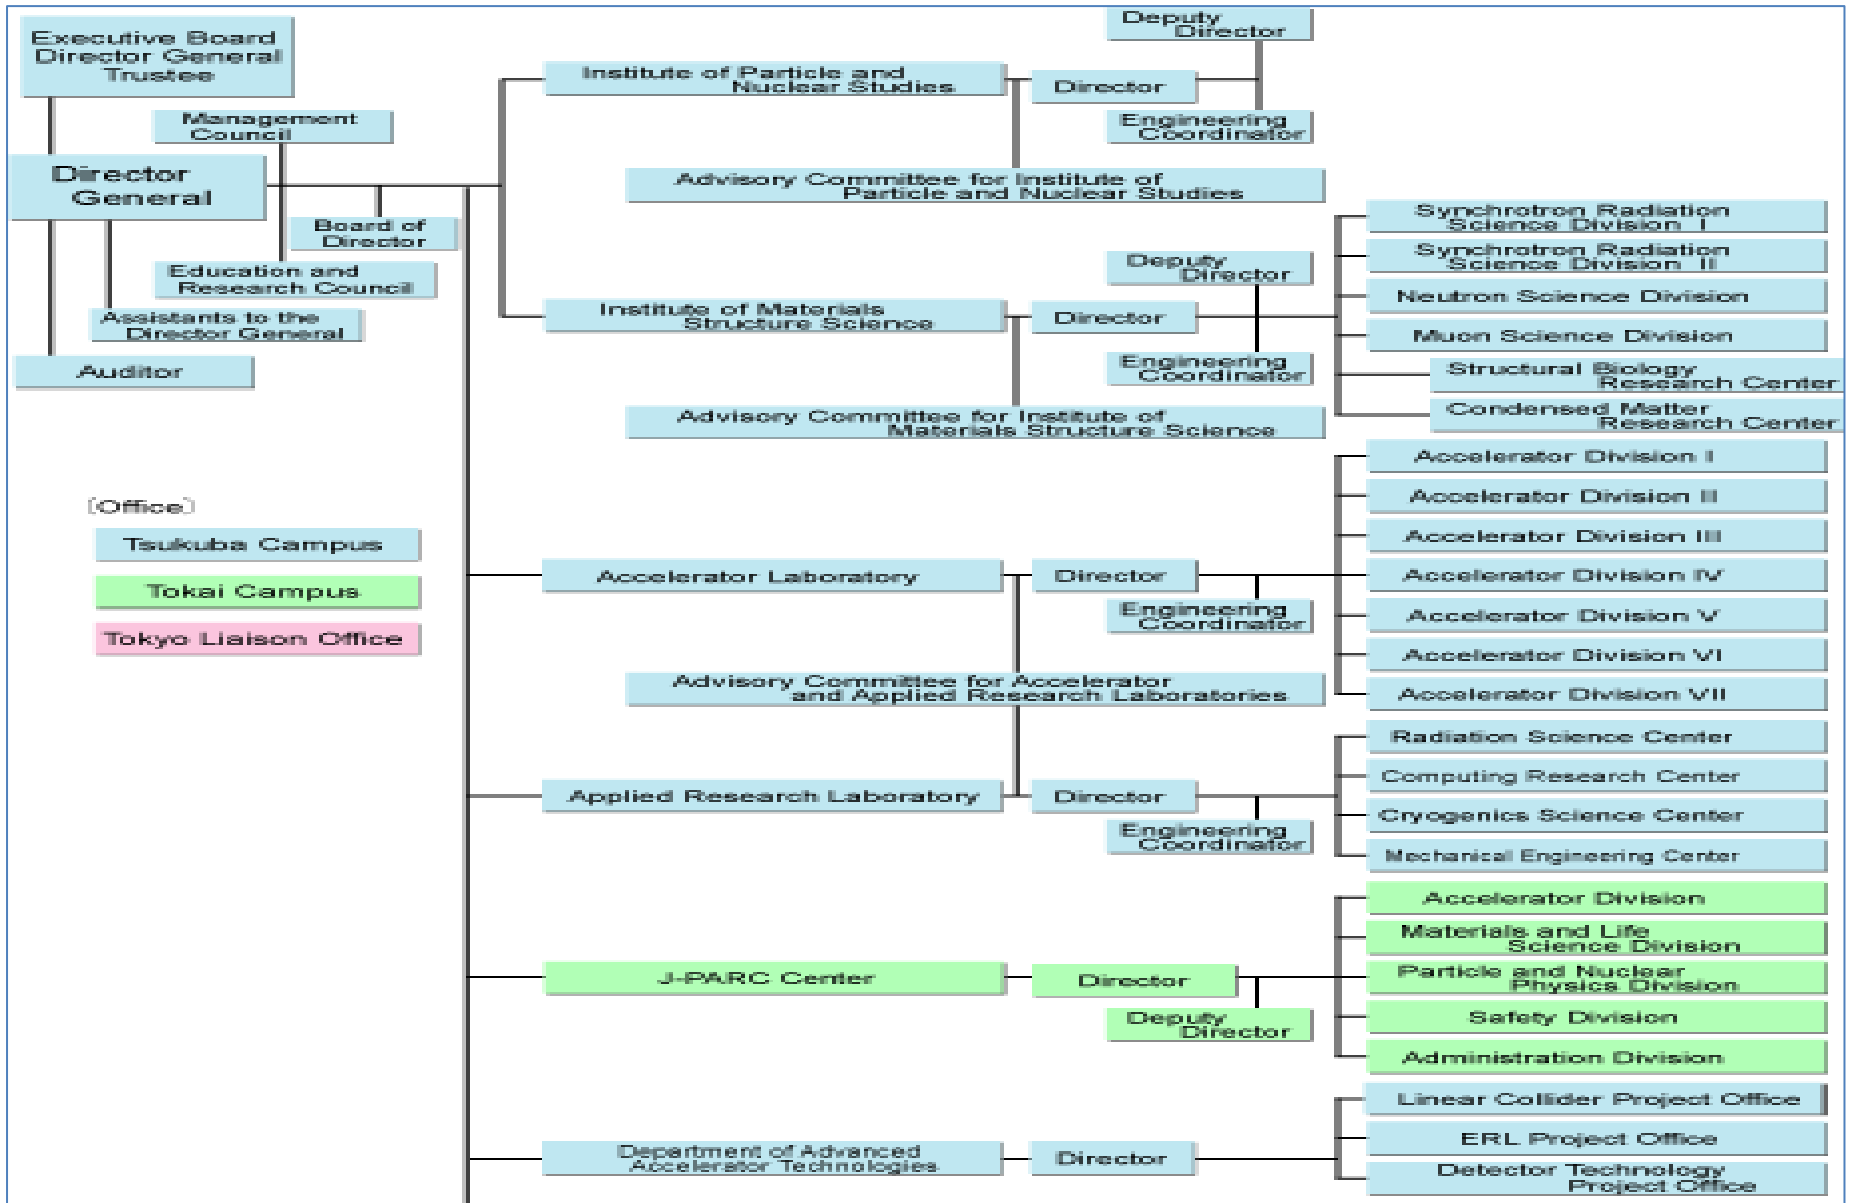 Executive Board
Director General
Trustee
Management
Council
Director
General
Board of
Director
Education and
Research Council
Assistants to the
Director General
Auditor
[Office]
Tsukuba Campus
Tokai Campus
Tokyo Liaison Office
Institute of Particle and
Nuclear Studies
Director
Deputy
Director
Engineering
Coordinator
Advisory Committee for Institute of
Particle and Nuclear Studies
Institute of Materials
Structure Science
Director
Deputy
Director
Engineering
Coordinator
Advisory Committee for Institute of
Materials Structure Science
Synchrotron Radiation
Science Division I
Synchrotron Radiation
Science Division II
Neutron Science Division
Muon Science Division
Structural Biology
Research Center
Condensed Matter
Research Center
Accelerator Laboratory
Director
Engineering
Coordinator
Accelerator Division I
Accelerator Division II
Accelerator Division III
Accelerator Division IV
Accelerator Division V
Accelerator Division VI
Accelerator Division VII
Advisory Committee for Accelerator
and Applied Research Laboratories
Applied Research Laboratory
Director
Engineering
Coordinator
Radiation Science Center
Computing Research Center
Cryogenics Science Center
Mechanical Engineering Center
J-PARC Center
Director
Deputy
Director
Accelerator Division
Materials and Life
Science Division
Particle and Nuclear
Physics Division
Safety Division
Administration Division
Department of Advanced
Accelerator Technologies
Director
Linear Collider Project Office
ERL Project Office
Detector Technology
Project Office